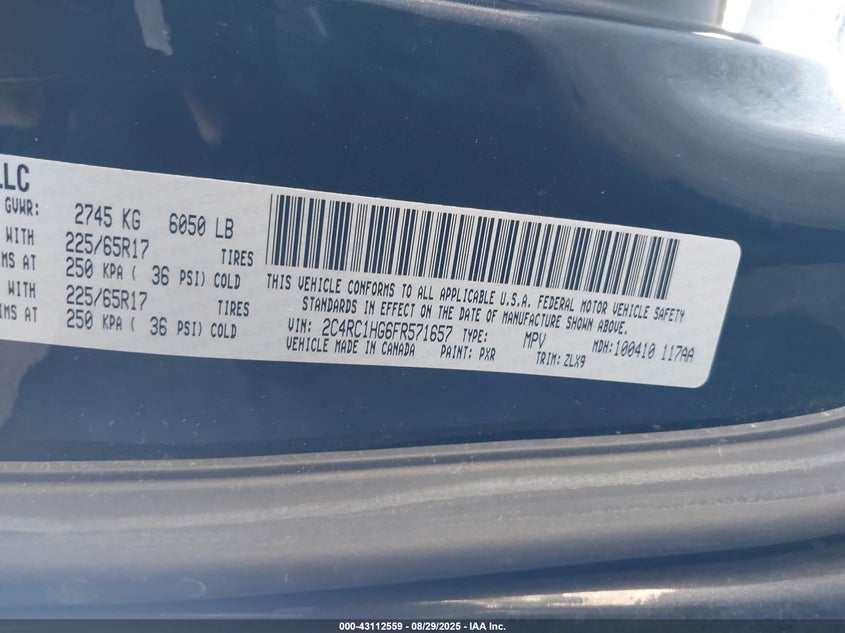 LLC
GVWR: 2745 KG 6050 LB
WITH 225/65R17 TIRES
IMS AT 250 KPA ( 36 PSI) COLD
WITH 225/65R17 TIRES
IMS AT 250 KPA ( 36 PSI) COLD
THIS VEHICLE CONFORMS TO ALL APPLICABLE U.S.A. FEDERAL MOTOR VEHICLE SAFETY
STANDARDS IN EFFECT ON THE DATE OF MANUFACTURE SHOWN ABOVE.
VIN: 2C4RC1HG6FR571657 TYPE: MPV MDH:100410 117AA
VEHICLE MADE IN CANADA PAINT: PXR TRIM: ZLX9
000-43112559 - 08/29/2025 - IAA Inc.